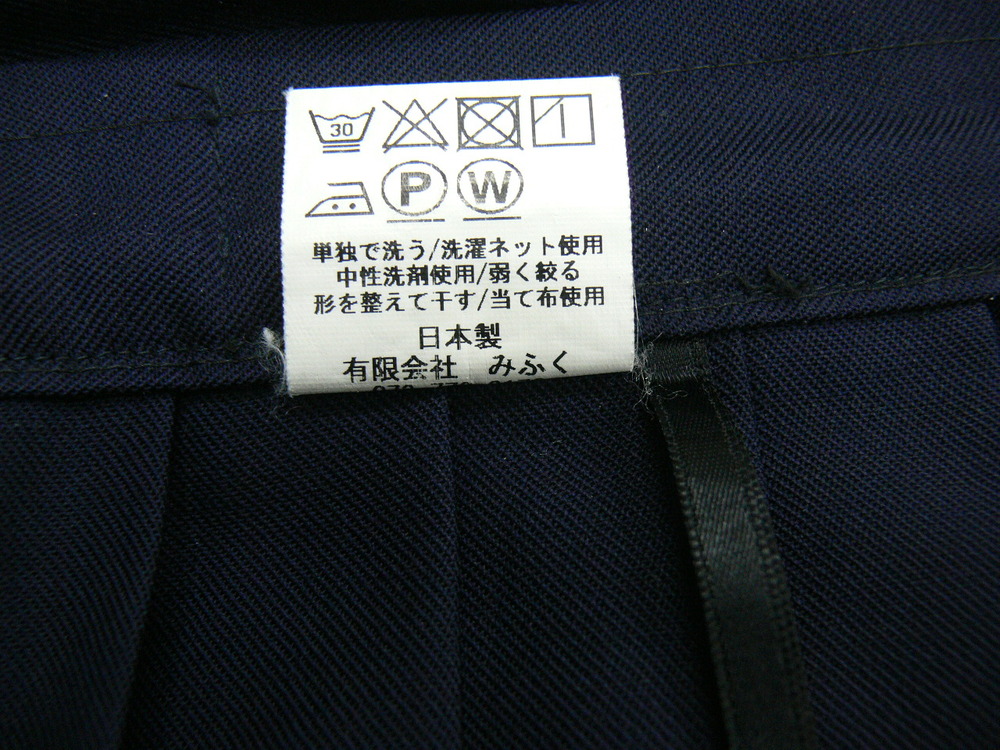 30
P W
単独で洗う/洗濯ネット使用
中性洗剤使用/弱く絞る
形を整えて干す/当て布使用
日本製
有限会社 みふく